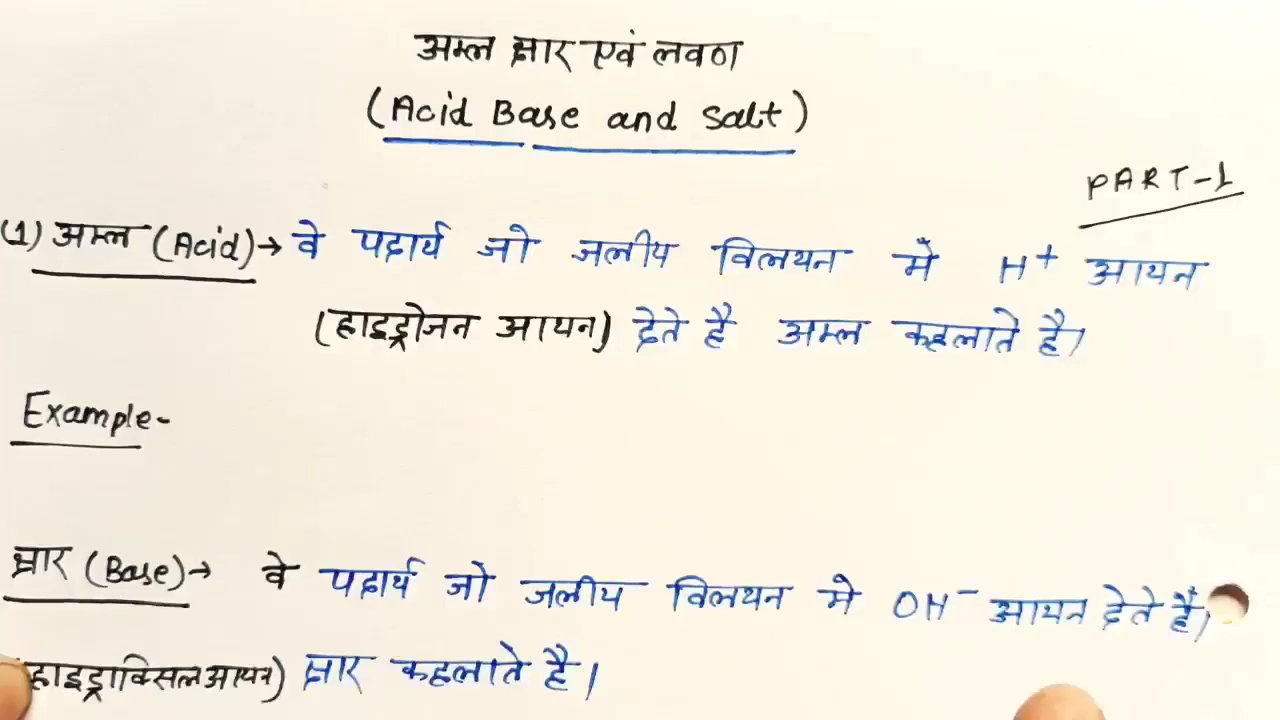 अम्ल क्षार एवं लवण
(Acid Base and Salt)
PART-1
(1) अम्ल (Acid)→ वे पदार्थ जो जलीय विलयन मे H⁺ आयन
(हाइड्रोजन आयन) देते है अम्ल कहलाते है।
Example-
क्षार (Base)→ वे पदार्थ जो जलीय विलयन मे OH⁻ आयन देते है।
(हाइड्राक्सिल आयन) क्षार कहलाते है।